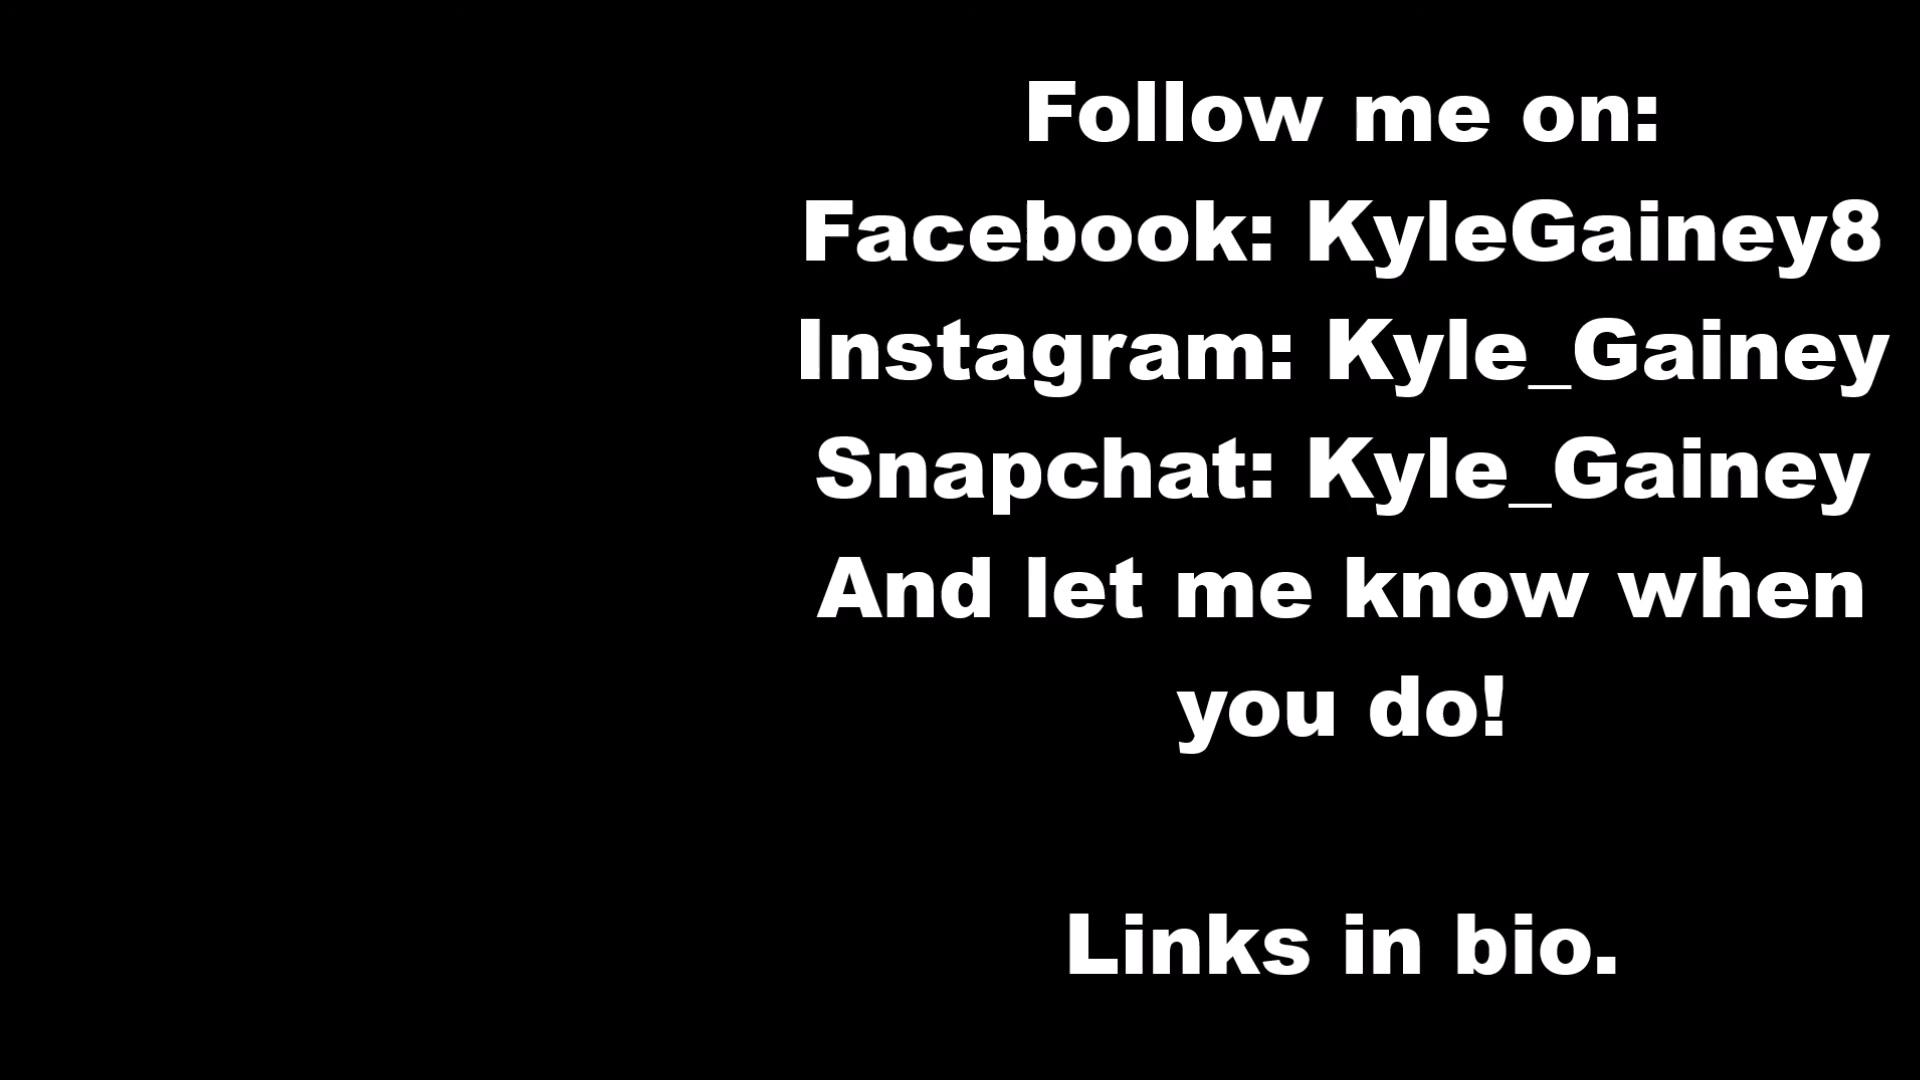 Follow me on:
Facebook: KyleGainey8
Instagram: Kyle_Gainey
Snapchat: Kyle_Gainey
And let me know when
you do!
Links in bio.